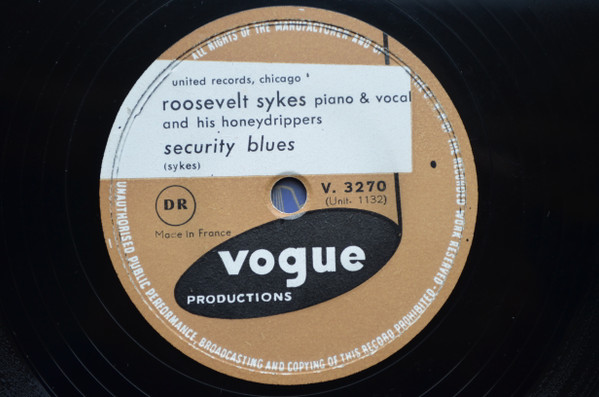 ALL RIGHTS OF THE MANUFACTURER AND
united records, chicago
roosevelt sykes piano & vocal
and his honeydrippers
security blues
(sykes)
DR
V. 3270
(Unit. 1132)
Made in France
vogue
PRODUCTIONS
WORK RESERVED
UNAUTHORISED PUBLIC PERFORMANCE, BROADCASTING AND COPYING OF THIS RECORD PROHIBITED